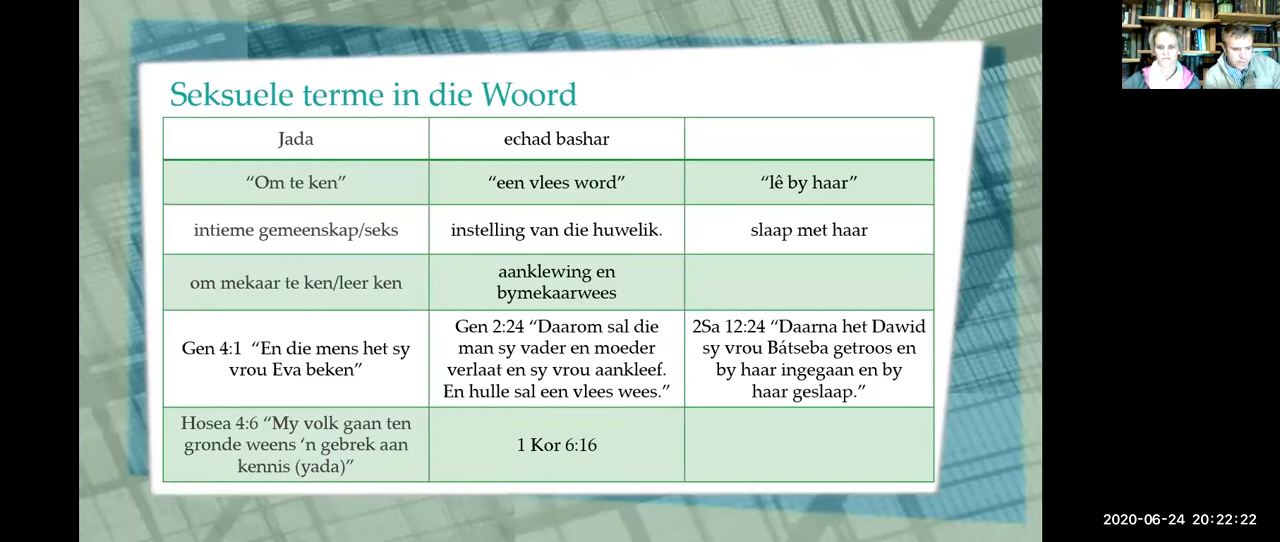 Seksuele terme in die Woord
Jada
echad bashar
“Om te ken”
“een vlees word”
“lê by haar”
intieme gemeenskap/seks
instelling van die huwelik.
slaap met haar
om mekaar te ken/leer ken
aanklewing en
bymekaarwees
Gen 4:1 “En die mens het sy
vrou Eva beken”
Gen 2:24 “Daarom sal die
man sy vader en moeder
verlaat en sy vrou aankleef.
En hulle sal een vlees wees.”
2Sa 12:24 “Daarna het Dawid
sy vrou Bátseba getroos en
by haar ingegaan en by
haar geslaap.”
Hosea 4:6 “My volk gaan ten
gronde weens ‘n gebrek aan
kennis (yada)”
1 Kor 6:16
2020-06-24 20:22:22